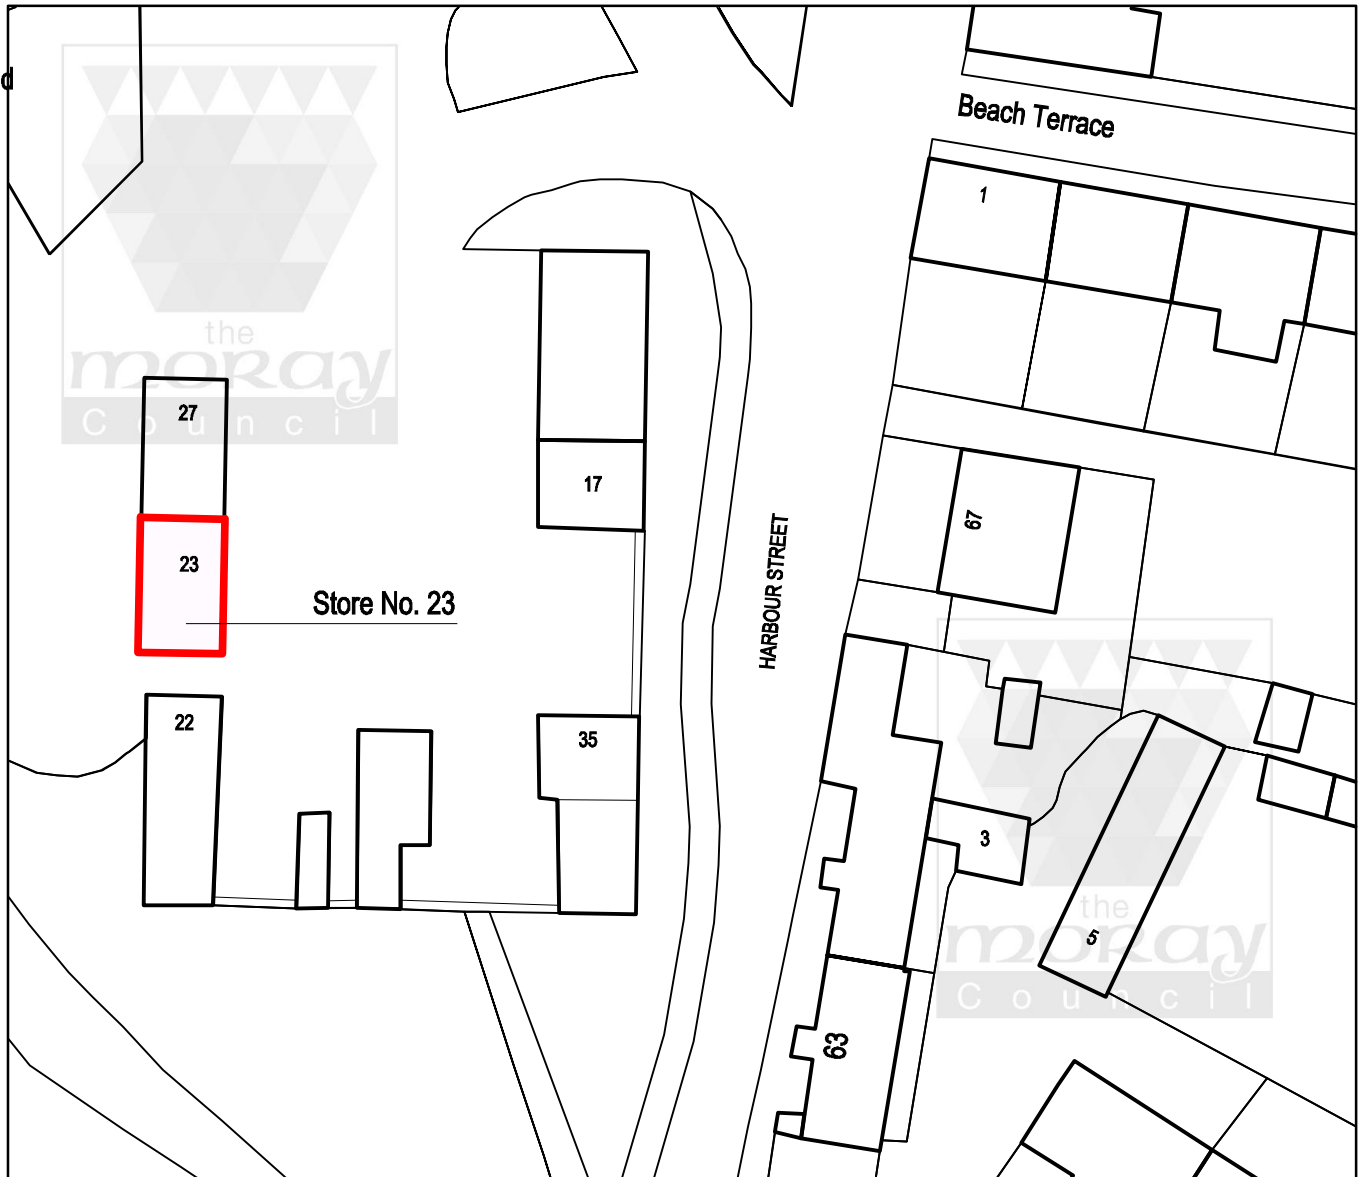 d
Beach Terrace
1
the
moray
Council
27
17
67
23
HARBOUR STREET
Store No. 23
22
35
3
the
moray
Council
5
63